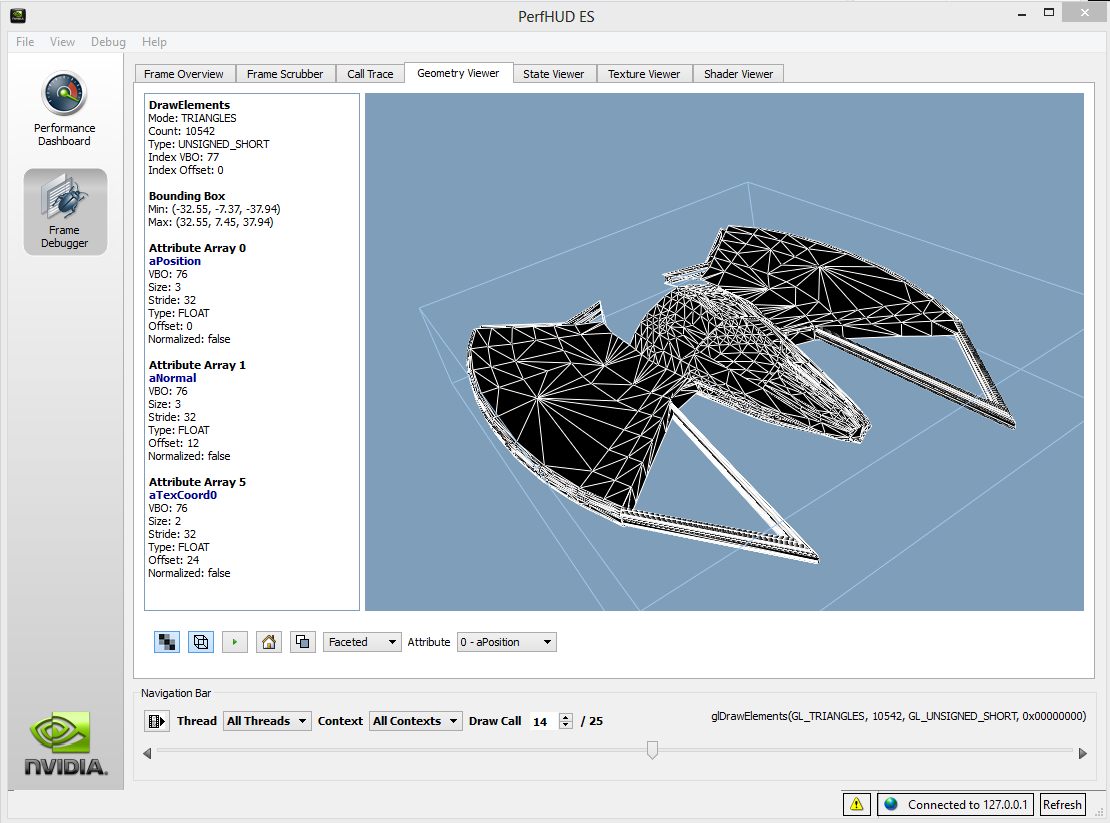 PerfHUD ES
File View Debug Help
Performance
Dashboard
Frame
Debugger
Frame Overview Frame Scrubber Call Trace Geometry Viewer State Viewer Texture Viewer Shader Viewer
DrawElements
Mode: TRIANGLES
Count: 10542
Type: UNSIGNED_SHORT
Index VBO: 77
Index Offset: 0
Bounding Box
Min: (-32.55, -7.37, -37.94)
Max: (32.55, 7.45, 37.94)
Attribute Array 0
aPosition
VBO: 76
Size: 3
Stride: 32
Type: FLOAT
Offset: 0
Normalized: false
Attribute Array 1
aNormal
VBO: 76
Size: 3
Stride: 32
Type: FLOAT
Offset: 12
Normalized: false
Attribute Array 5
aTexCoord0
VBO: 76
Size: 2
Stride: 32
Type: FLOAT
Offset: 24
Normalized: false
Faceted Attribute 0 - aPosition
Navigation Bar
Thread All Threads Context All Contexts Draw Call 14 / 25
glDrawElements(GL_TRIANGLES, 10542, GL_UNSIGNED_SHORT, 0x00000000)
NVIDIA.
Connected to 127.0.0.1 Refresh